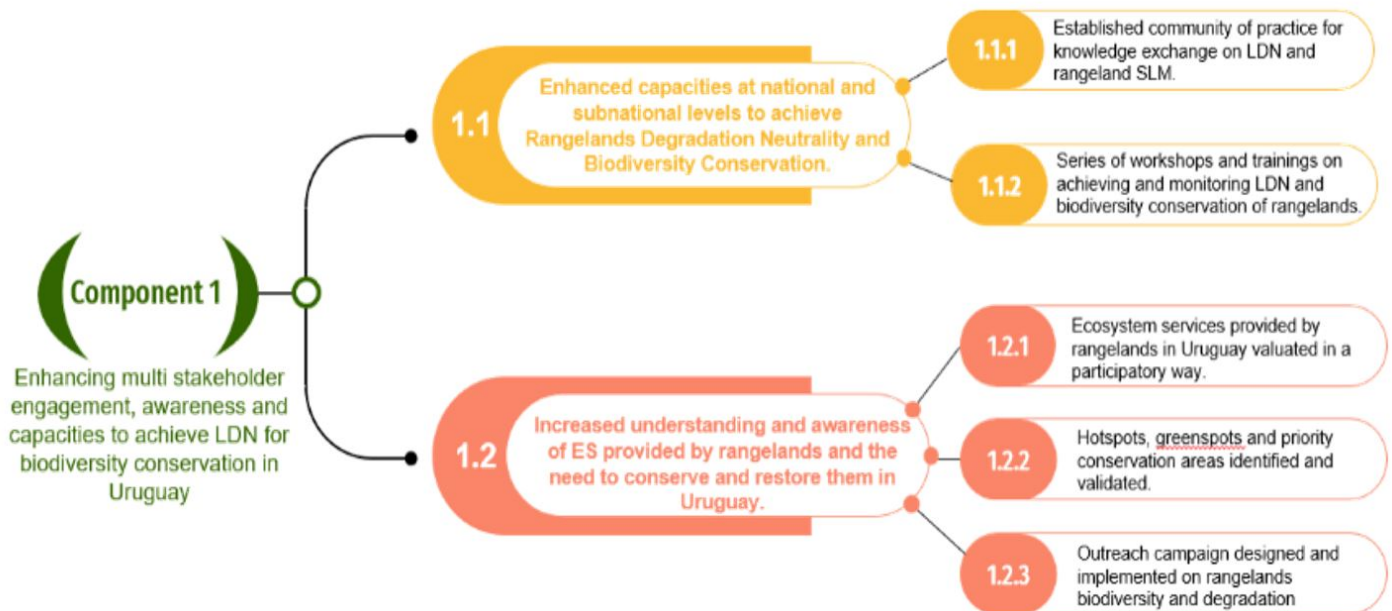 Component 1
Enhancing multi stakeholder
engagement, awareness and
capacities to achieve LDN for
biodiversity conservation in
Uruguay
1.1
Enhanced capacities at national and
subnational levels to achieve
Rangelands Degradation Neutrality and
Biodiversity Conservation.
1.1.1
Established community of practice for
knowledge exchange on LDN and
rangeland SLM.
1.1.2
Series of workshops and trainings on
achieving and monitoring LDN and
biodiversity conservation of rangelands.
1.2
Increased understanding and awareness
of ES provided by rangelands and the
need to conserve and restore them in
Uruguay.
1.2.1
Ecosystem services provided by
rangelands in Uruguay valuated in a
participatory way.
1.2.2
Hotspots, greenspots and priority
conservation areas identified and
validated.
1.2.3
Outreach campaign designed and
implemented on rangelands
biodiversity and degradation